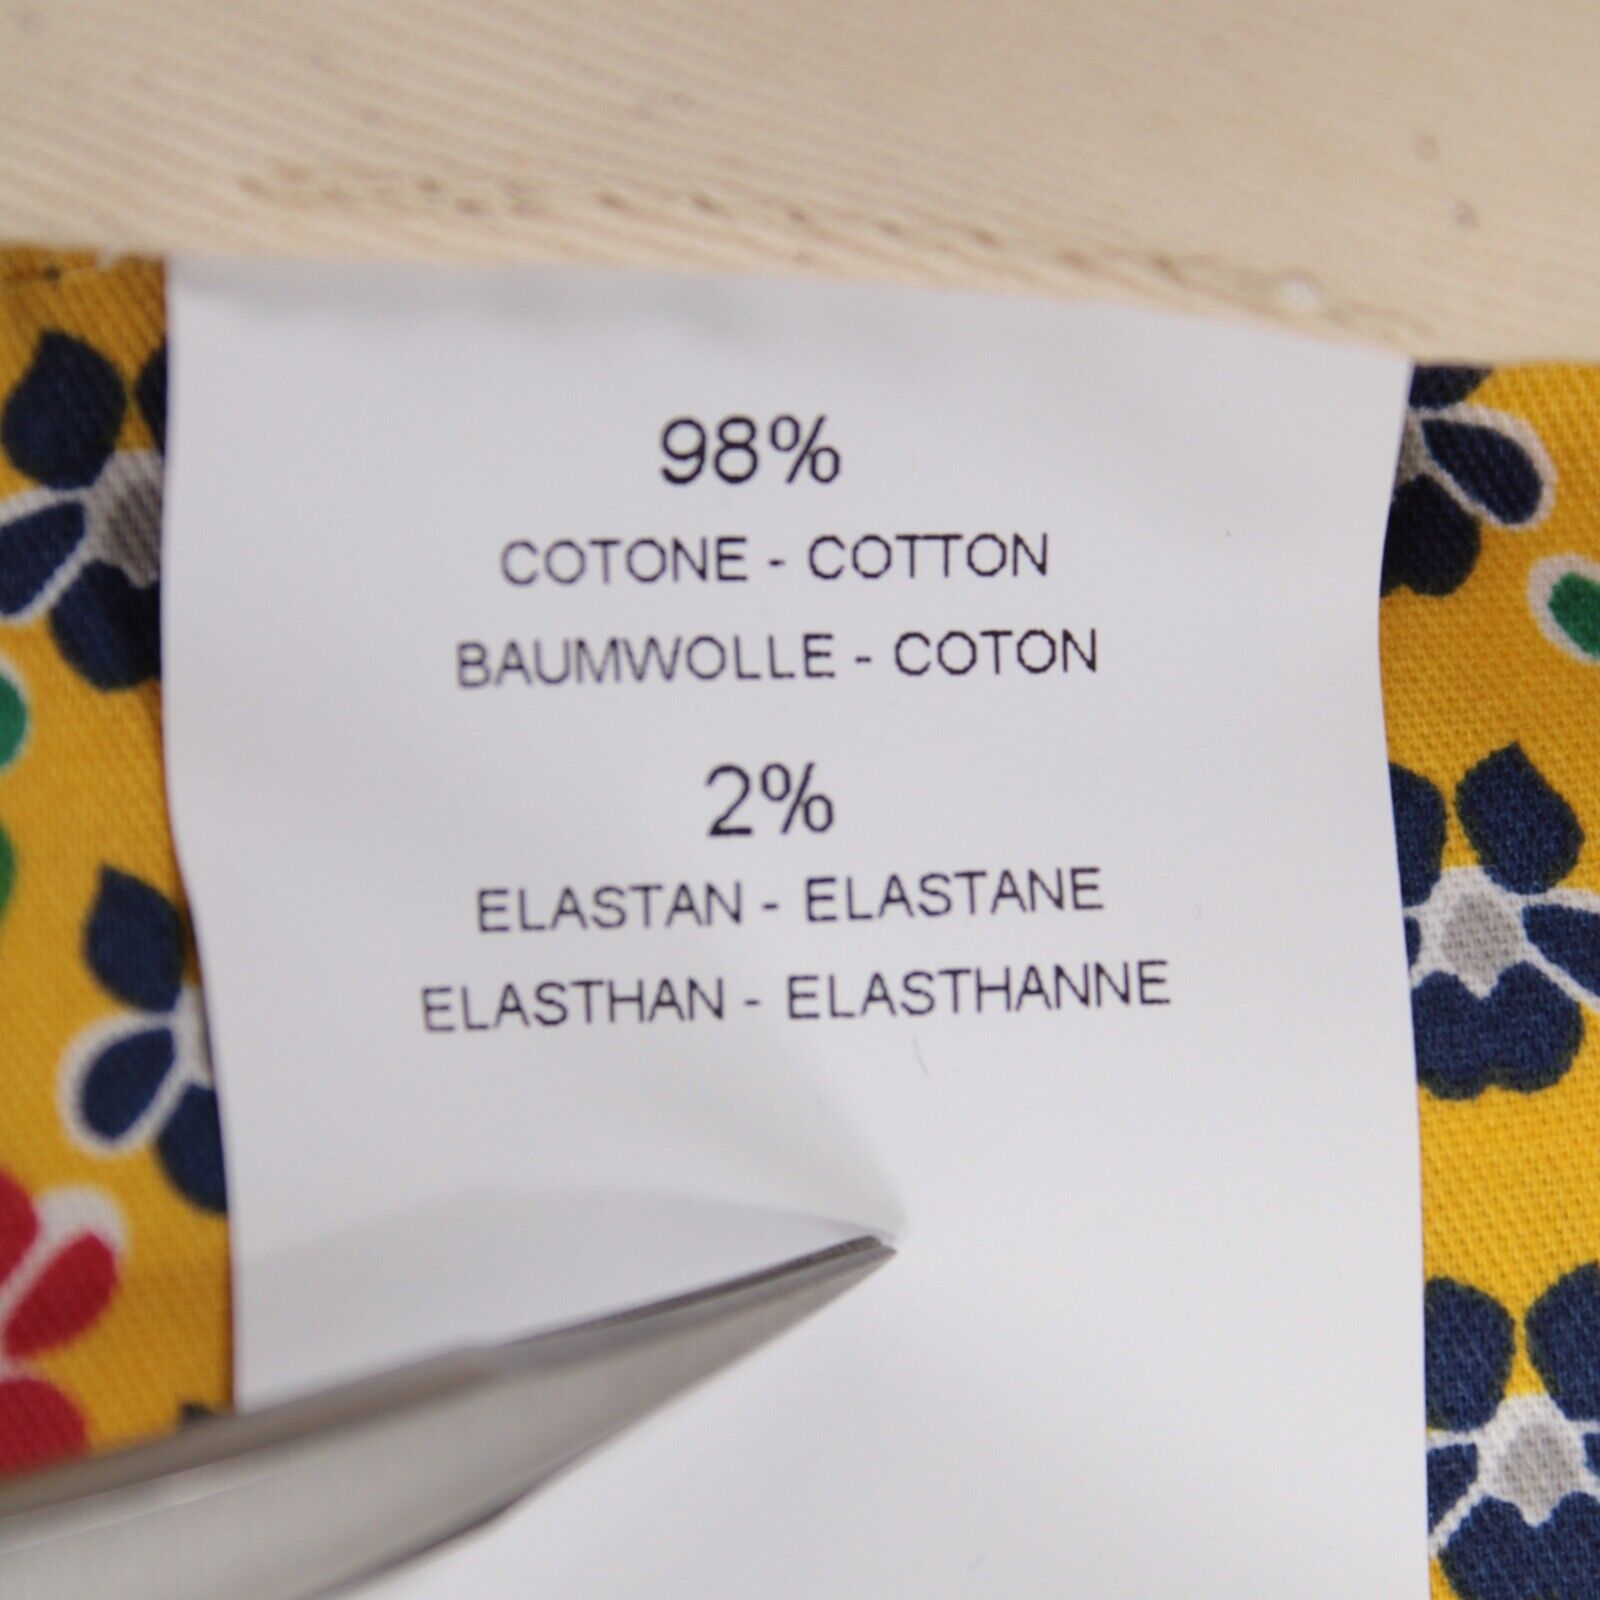 98%
COTONE - COTTON
BAUMWOLLE - COTON
2%
ELASTAN - ELASTANE
ELASTHAN - ELASTHANNE